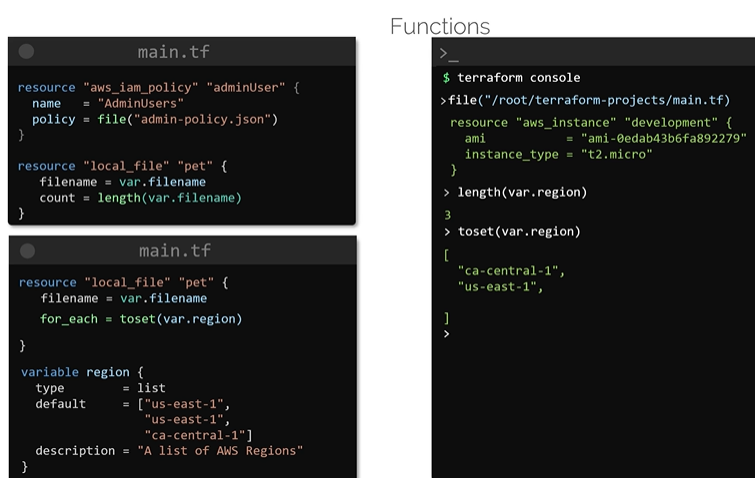 Functions
main.tf
resource "aws_iam_policy" "adminUser" {
name = "AdminUsers"
policy = file("admin-policy.json")
}
resource "local_file" "pet" {
filename = var.filename
count = length(var.filename)
}
main.tf
resource "local_file" "pet" {
filename = var.filename
for_each = toset(var.region)
}
variable region {
type = list
default = ["us-east-1",
"us-east-1",
"ca-central-1"]
description = "A list of AWS Regions"
}
>_
$ terraform console
>file("/root/terraform-projects/main.tf)
resource "aws_instance" "development" {
ami = "ami-0edab43b6fa892279"
instance_type = "t2.micro"
}
> length(var.region)
3
> toset(var.region)
[
"ca-central-1",
"us-east-1",
]
>